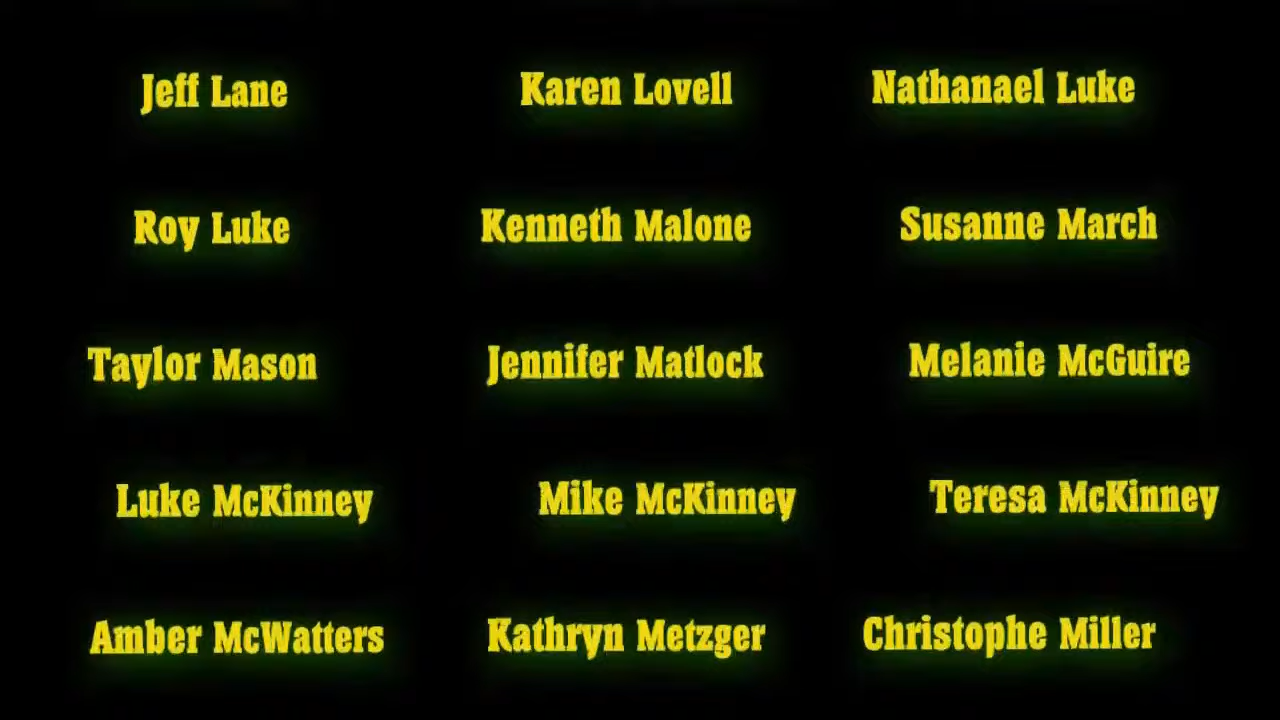 Jeff Lane Karen Lovell Nathanael Luke
Roy Luke Kenneth Malone Susanne March
Taylor Mason Jennifer Matlock Melanie McGuire
Luke McKinney Mike McKinney Teresa McKinney
Amber McWatters Kathryn Metzger Christophe Miller